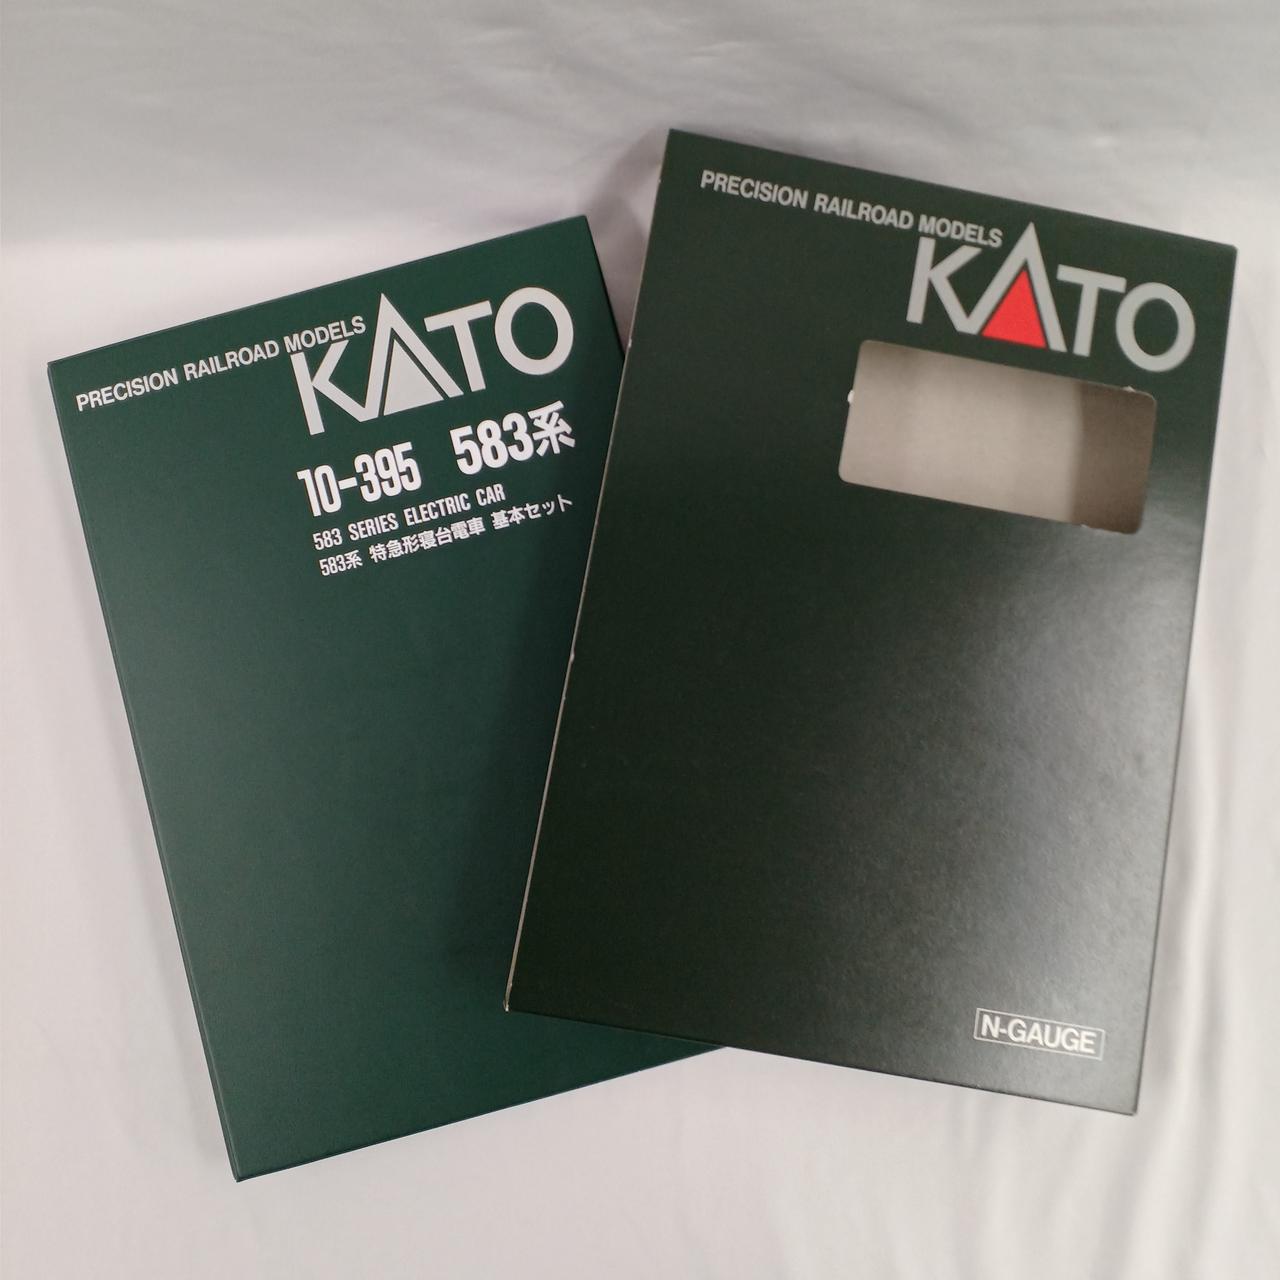 PRECISION RAILROAD MODELS
KATO
10-395 583系
583 SERIES ELECTRIC CAR
583系 特急形寝台電車 基本セット
PRECISION RAILROAD MODELS
KATO
N-GAUGE